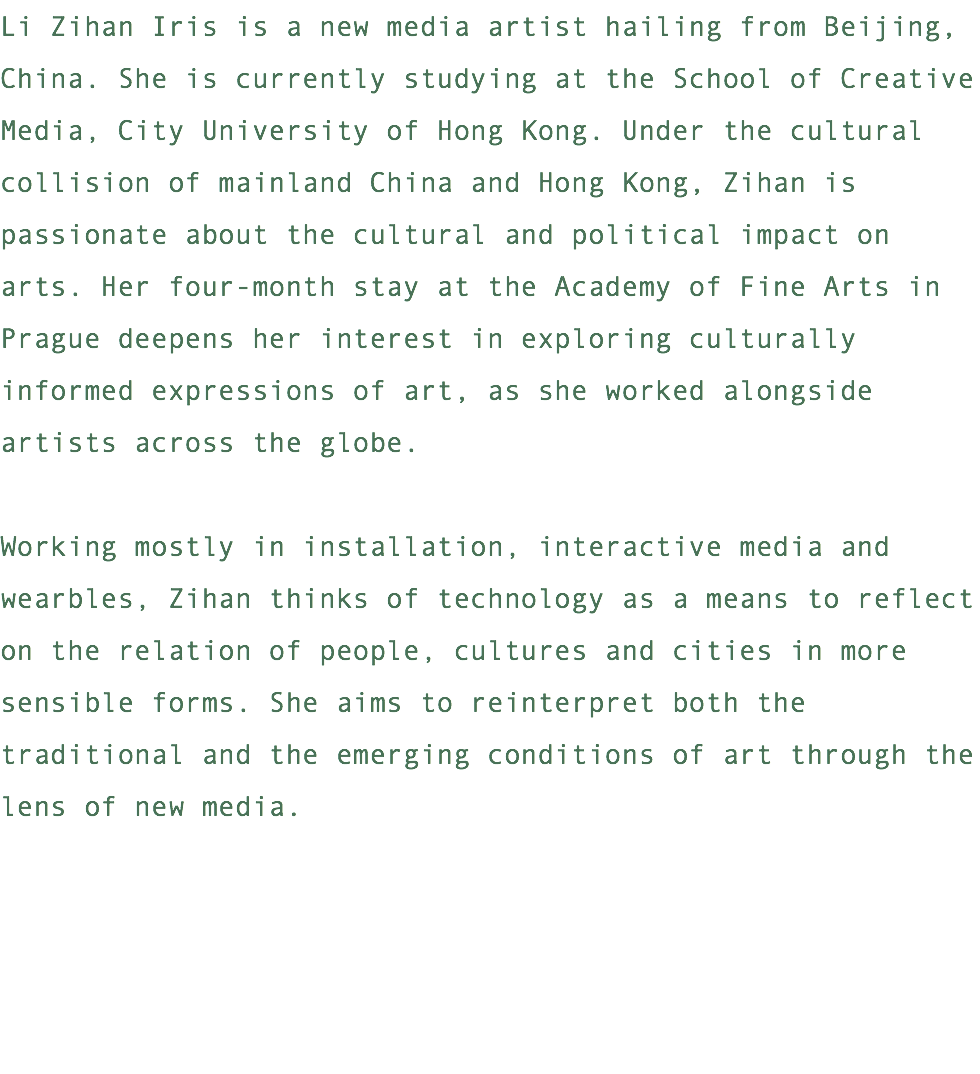 Li Zihan Iris is a new media artist hailing from Beijing,
China. She is currently studying at the School of Creative
Media, City University of Hong Kong. Under the cultural
collision of mainland China and Hong Kong, Zihan is
passionate about the cultural and political impact on
arts. Her four-month stay at the Academy of Fine Arts in
Prague deepens her interest in exploring culturally
informed expressions of art, as she worked alongside
artists across the globe.

Working mostly in installation, interactive media and
wearbles, Zihan thinks of technology as a means to reflect
on the relation of people, cultures and cities in more
sensible forms. She aims to reinterpret both the
traditional and the emerging conditions of art through the
lens of new media.